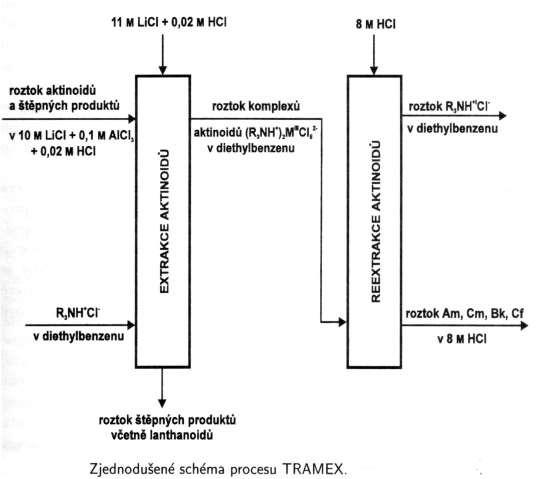 11 M LiCl + 0,02 M HCl
8 M HCl
roztok aktinoidů
a štěpných produktů
v 10 M LiCl + 0,1 M AlCl₃
+ 0,02 M HCl
EXTRAKCE AKTINOIDŮ
roztok komplexů
aktinoidů (R₃NH⁺)₂MᴵᴵᴵCl₅²⁻
v diethylbenzenu
REEXTRAKCE AKTINOIDŮ
roztok R₃NH⁺Cl⁻
v diethylbenzenu
R₃NH⁺Cl⁻
v diethylbenzenu
roztok Am, Cm, Bk, Cf
v 8 M HCl
roztok štěpných produktů
včetně lanthanoidů
Zjednodušené schéma procesu TRAMEX.